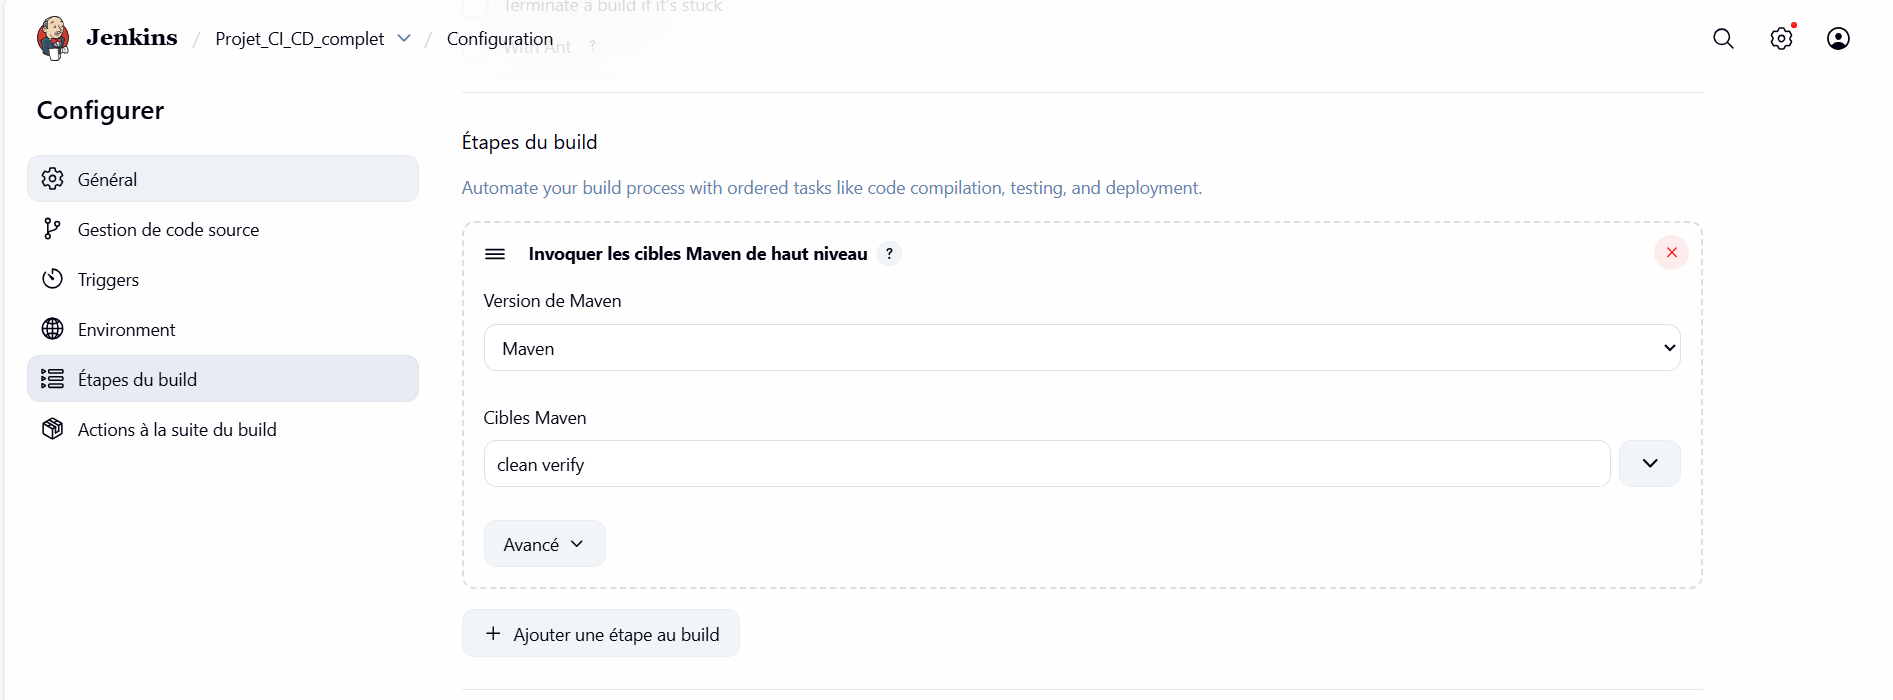 Terminate a build if it's stuck
Jenkins / Projet_CI_CD_complet / Configuration
With Ant ?
Configurer
Général
Gestion de code source
Triggers
Environment
Étapes du build
Actions à la suite du build
Étapes du build
Automate your build process with ordered tasks like code compilation, testing, and deployment.
Invoquer les cibles Maven de haut niveau ?
Version de Maven
Maven
Cibles Maven
clean verify
Avancé
+ Ajouter une étape au build